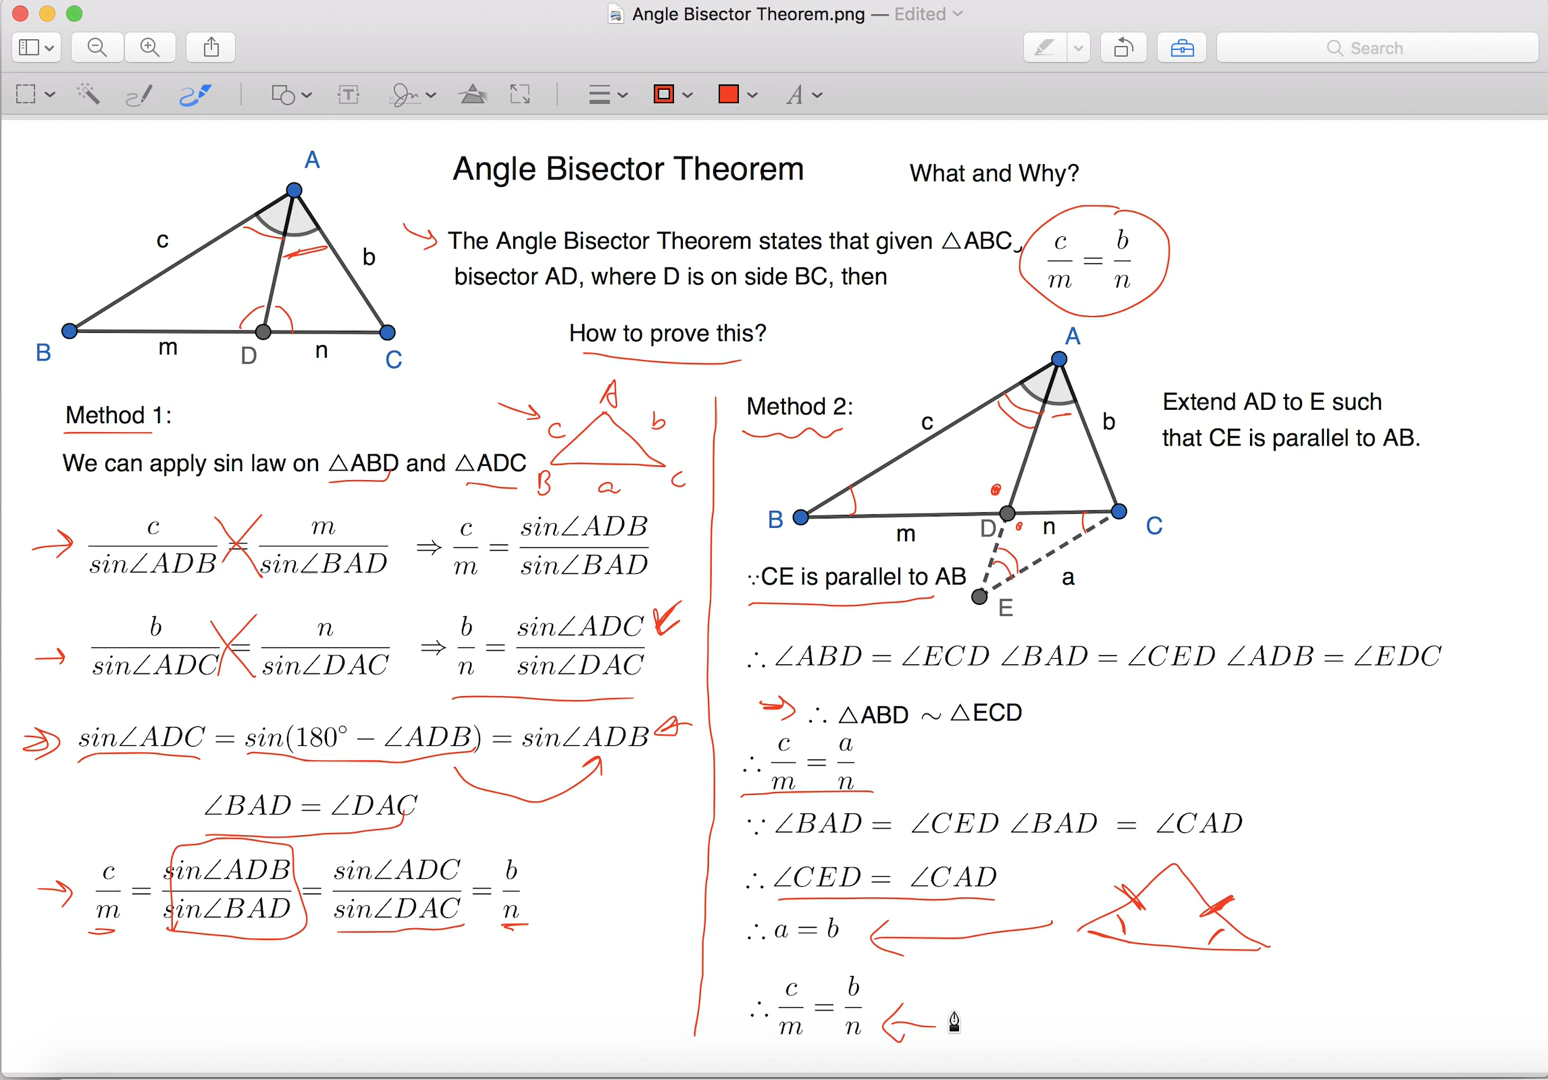 Angle Bisector Theorem.png — Edited
Search
A
c
b
B
m
D
n
C
Angle Bisector Theorem
What and Why?
The Angle Bisector Theorem states that given △ABC,
bisector AD, where D is on side BC, then
c/m = b/n
How to prove this?
Method 1:
We can apply sin law on △ABD and △ADC
A
c
b
B
a
C
c/sin∠ADB = m/sin∠BAD ⇒ c/m = sin∠ADB/sin∠BAD
b/sin∠ADC = n/sin∠DAC ⇒ b/n = sin∠ADC/sin∠DAC
sin∠ADC = sin(180° − ∠ADB) = sin∠ADB
∠BAD = ∠DAC
c/m = sin∠ADB/sin∠BAD = sin∠ADC/sin∠DAC = b/n
Method 2:
A
c
b
B
m
D
n
C
a
E
Extend AD to E such
that CE is parallel to AB.
∵CE is parallel to AB
∴ ∠ABD = ∠ECD ∠BAD = ∠CED ∠ADB = ∠EDC
∴ △ABD ∼ △ECD
∴ c/m = a/n
∵ ∠BAD = ∠CED ∠BAD = ∠CAD
∴ ∠CED = ∠CAD
∴ a = b
∴ c/m = b/n